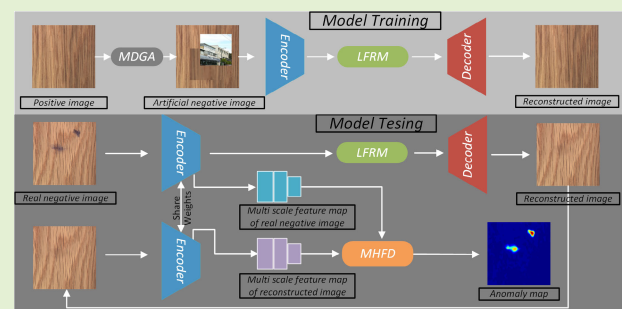 Model Training
MDGA
Encoder
LFRM
Decoder
Positive image
Artificial negative image
Reconstructed image
Model Tesing
Encoder
LFRM
Decoder
Real negative image
Share
Weights
Multi scale feature map
of real negative image
Reconstructed image
Encoder
MHFD
Multi scale feature map
of reconstructed image
Anomaly map